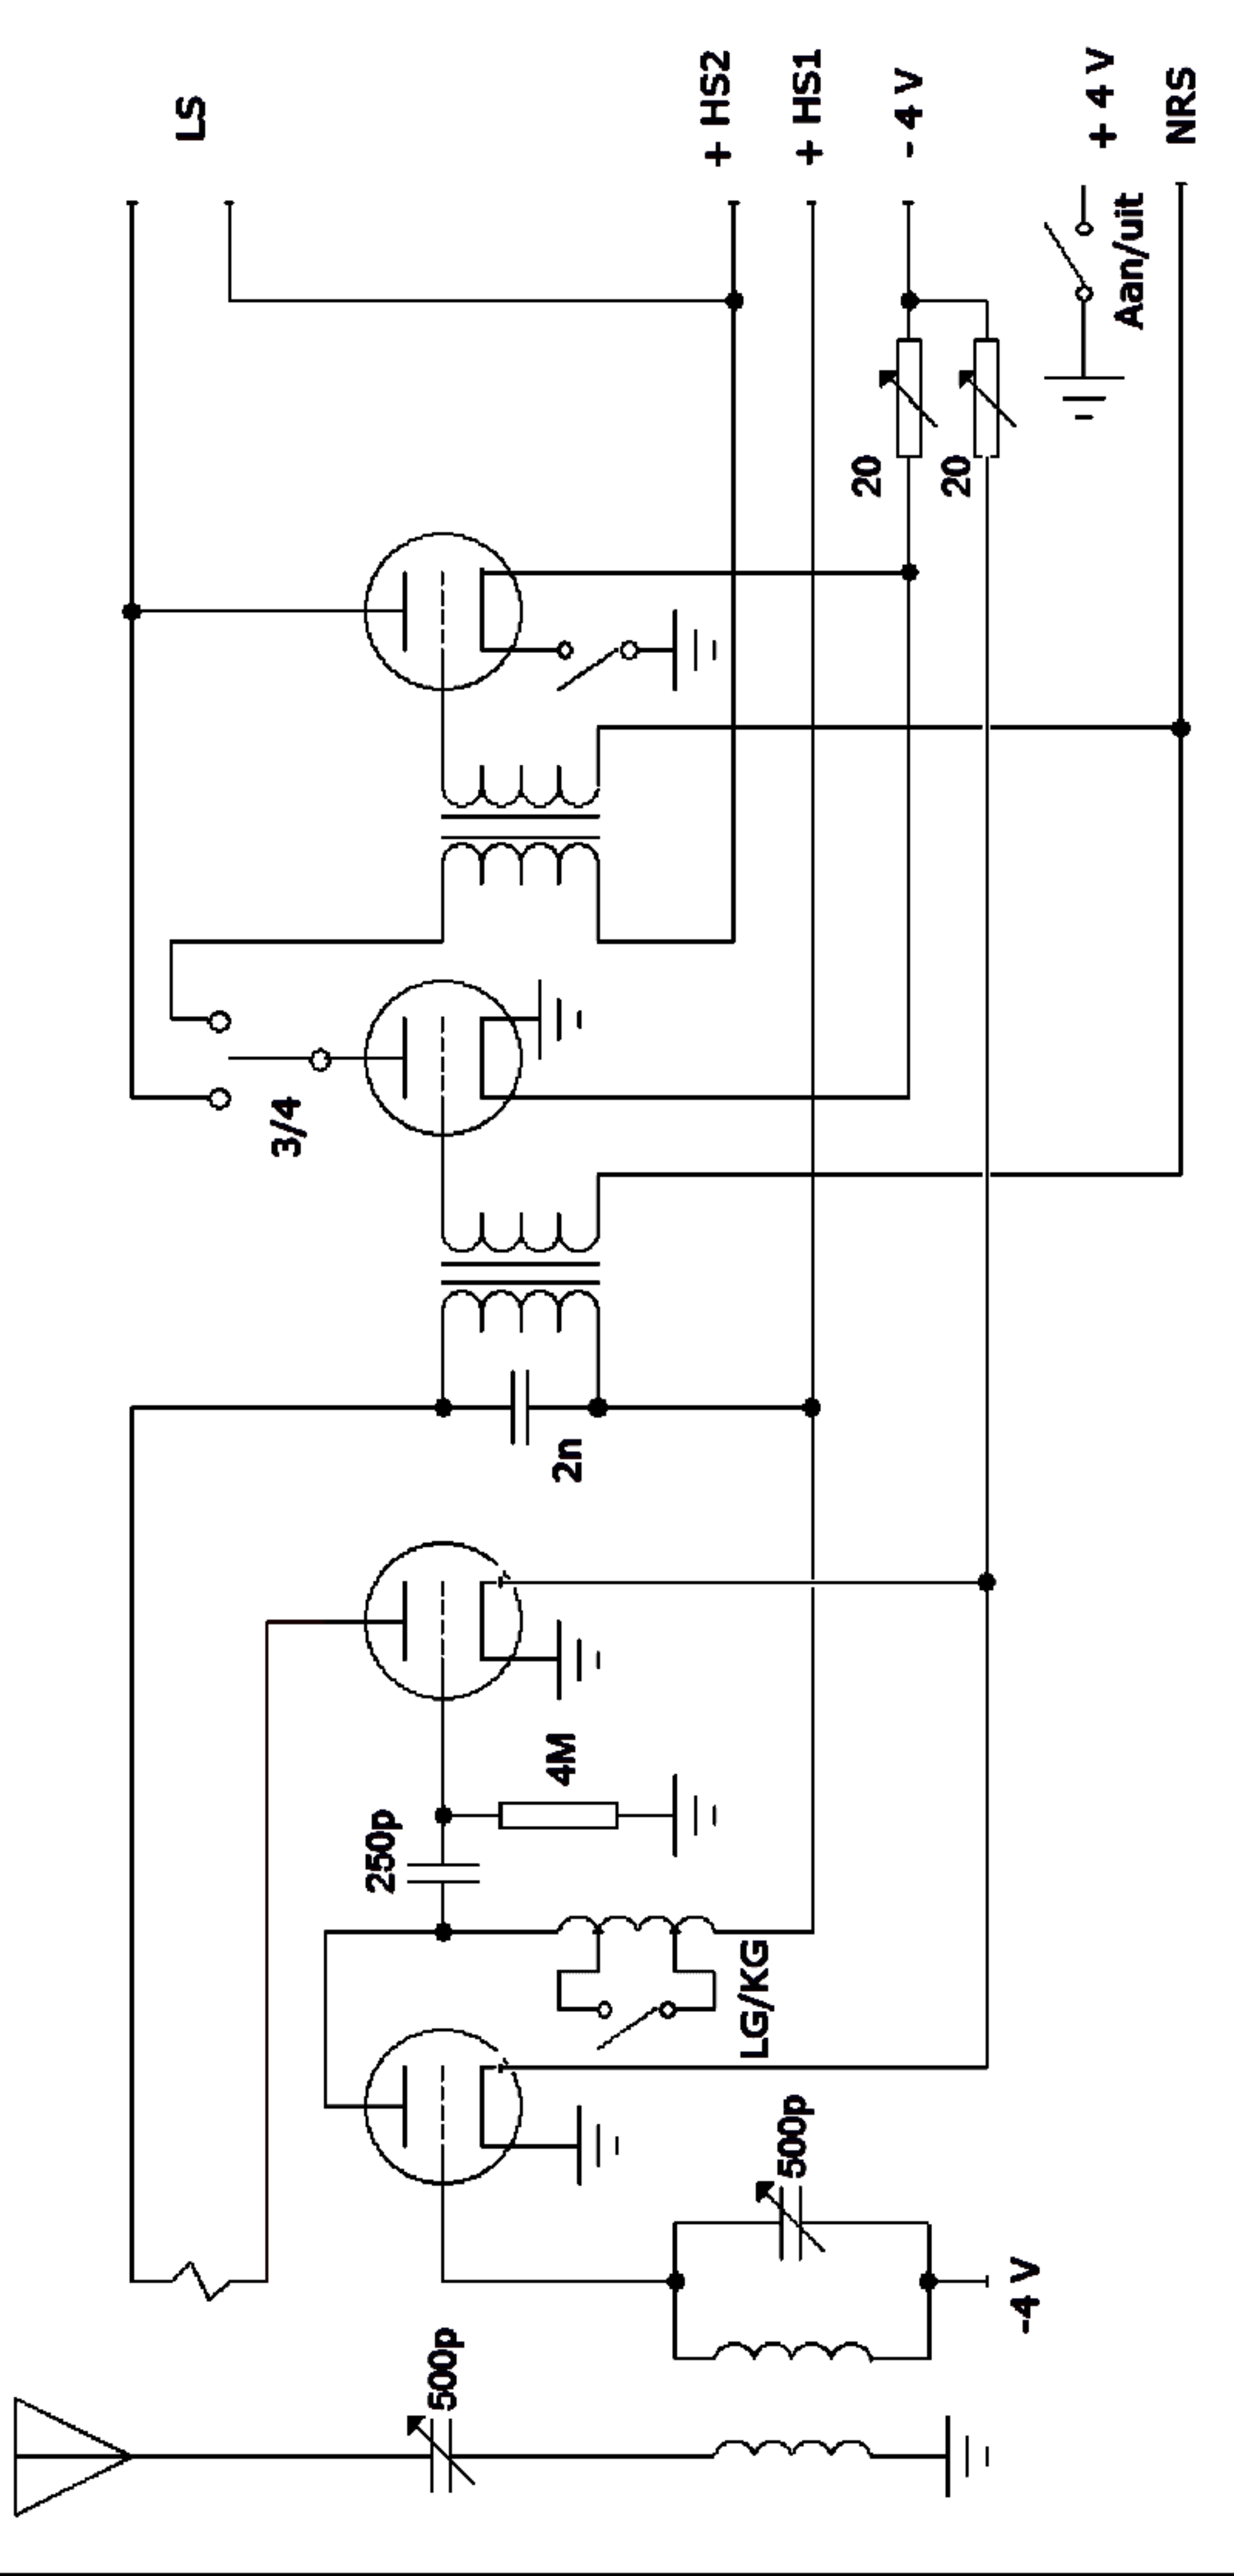 LS
+ HS2
+ HS1
- 4 V
+ 4 V
NRS
Aan/uit
20
20
3/4
2n
4M
250p
LG/KG
500p
-4 V
500p